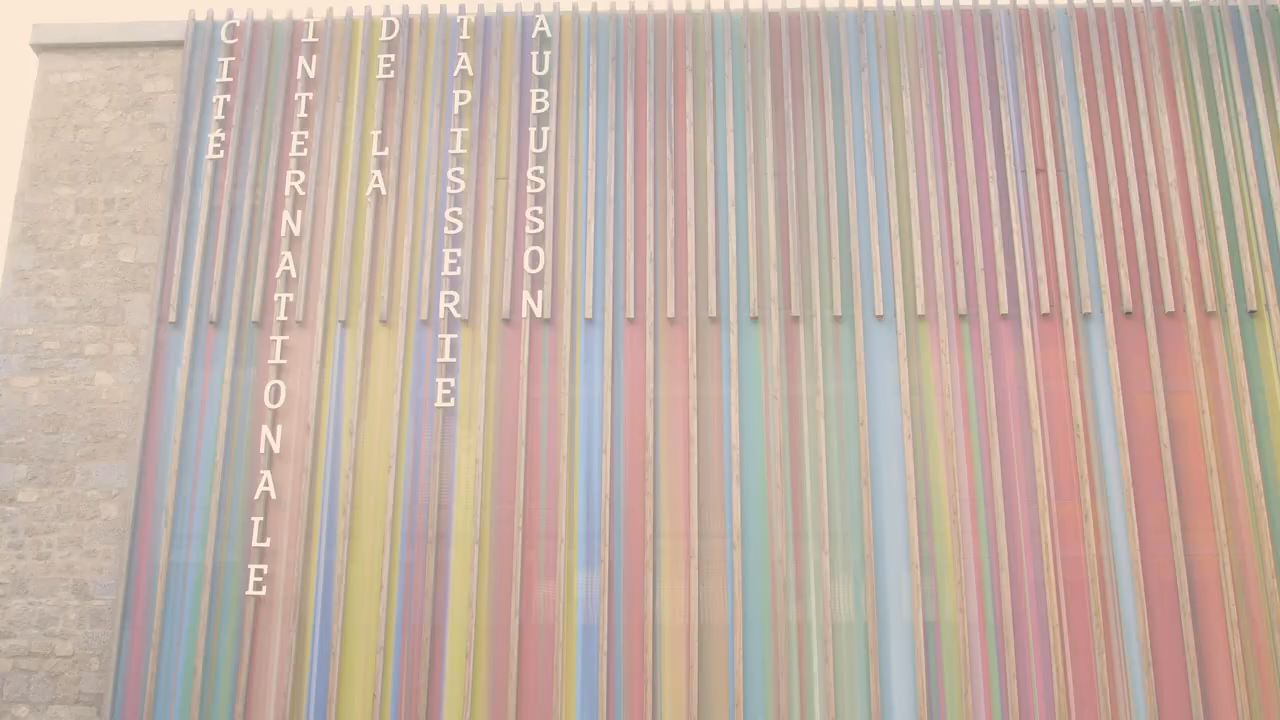 CITÉ
INTERNATIONALE
DE LA
TAPISSERIE
AUBUSSON